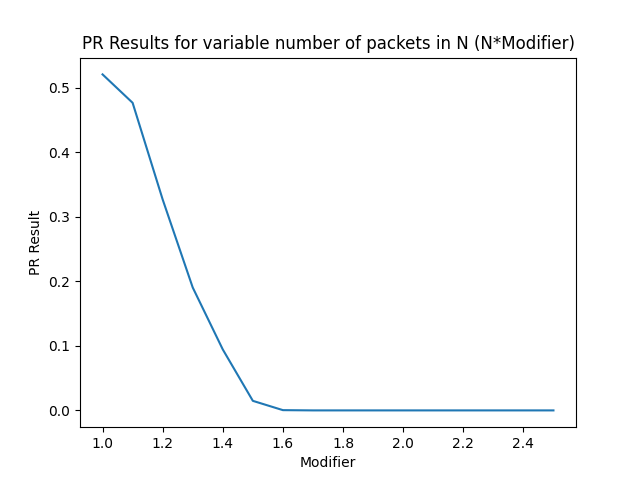 PR Results for variable number of packets in N (N*Modifier)
0.5
0.4
0.3
0.2
0.1
0.0
PR Result
1.0 1.2 1.4 1.6 1.8 2.0 2.2 2.4
Modifier